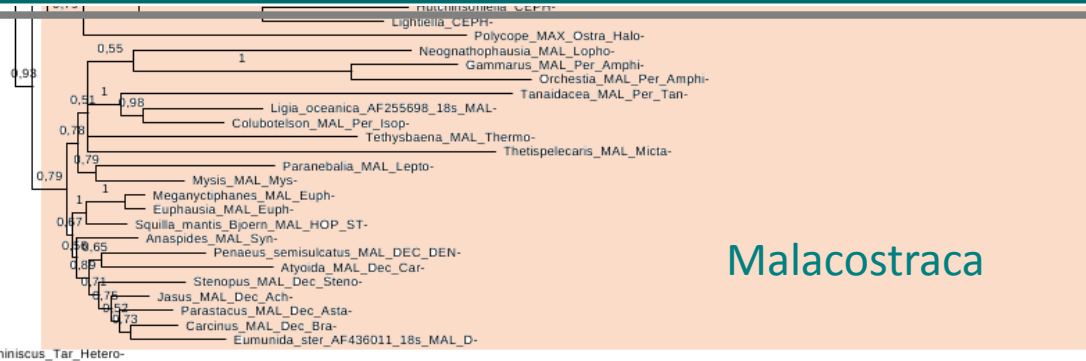 Hutchinsoniella_CEPH-
Lightiella_CEPH-
Polycope_MAX_Ostra_Halo-
0,55
Neognathophausia_MAL_Lopho-
1
Gammarus_MAL_Per_Amphi-
0,93
Orchestia_MAL_Per_Amphi-
1
Tanaidacea_MAL_Per_Tan-
0,51
0,98
Ligia_oceanica_AF255698_18s_MAL-
Colubotelson_MAL_Per_Isop-
0,78
Tethysbaena_MAL_Thermo-
Thetispelecaris_MAL_Micta-
0,79
Paranebalia_MAL_Lepto-
0,79
Mysis_MAL_Mys-
1
Meganyctiphanes_MAL_Euph-
1
Euphausia_MAL_Euph-
0,67
Squilla_mantis_Bjoern_MAL_HOP_ST-
Anaspides_MAL_Syn-
0,65
Penaeus_semisulcatus_MAL_DEC_DEN-
Malacostraca
0,89
Atyoida_MAL_Dec_Car-
0,71
Stenopus_MAL_Dec_Steno-
0,75
Jasus_MAL_Dec_Ach-
0,52
Parastacus_MAL_Dec_Asta-
0,73
Carcinus_MAL_Dec_Bra-
Eumunida_ster_AF436011_18s_MAL_D-
niniscus_Tar_Hetero-